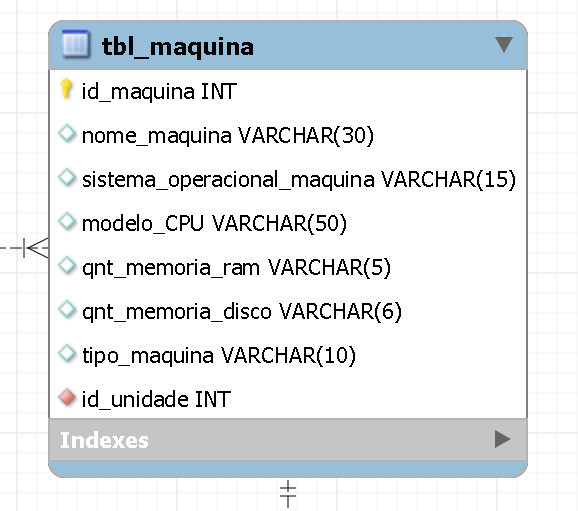 tbl_maquina
id_maquina INT
nome_maquina VARCHAR(30)
sistema_operacional_maquina VARCHAR(15)
modelo_CPU VARCHAR(50)
qnt_memoria_ram VARCHAR(5)
qnt_memoria_disco VARCHAR(6)
tipo_maquina VARCHAR(10)
id_unidade INT
Indexes